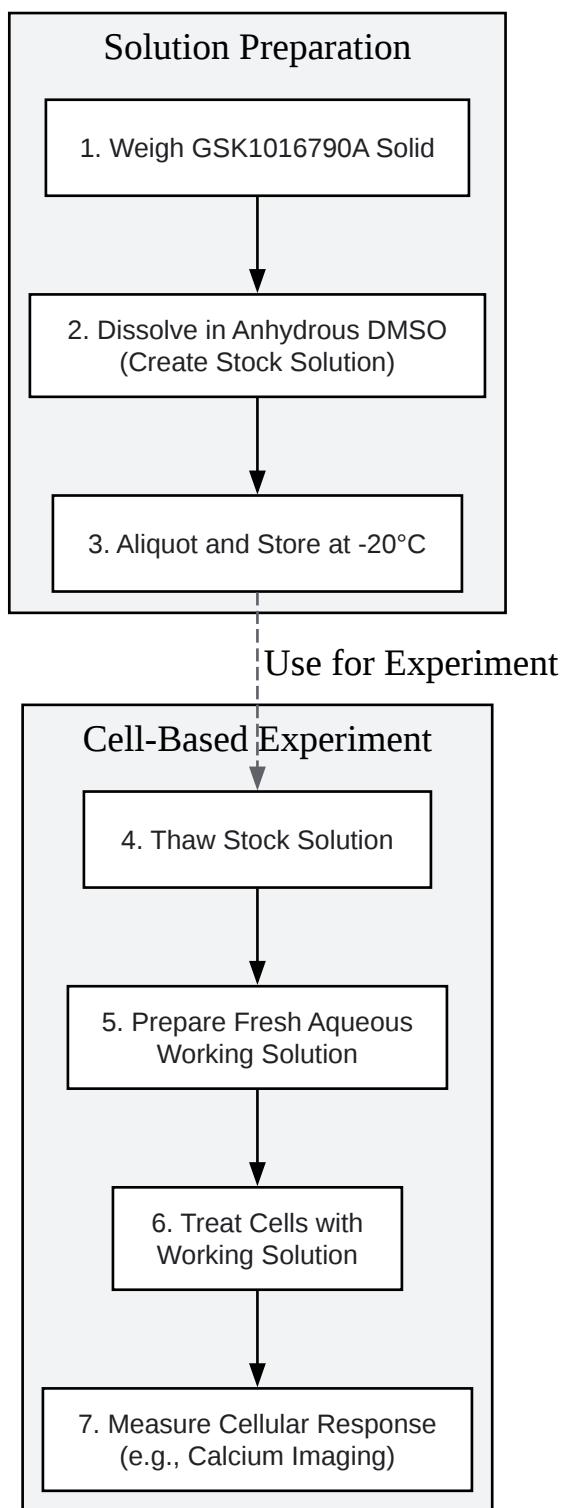 Solution Preparation
1. Weigh GSK1016790A Solid
2. Dissolve in Anhydrous DMSO
(Create Stock Solution)
3. Aliquot and Store at -20°C
Use for Experiment
Cell-Based Experiment
4. Thaw Stock Solution
5. Prepare Fresh Aqueous
Working Solution
6. Treat Cells with
Working Solution
7. Measure Cellular Response
(e.g., Calcium Imaging)